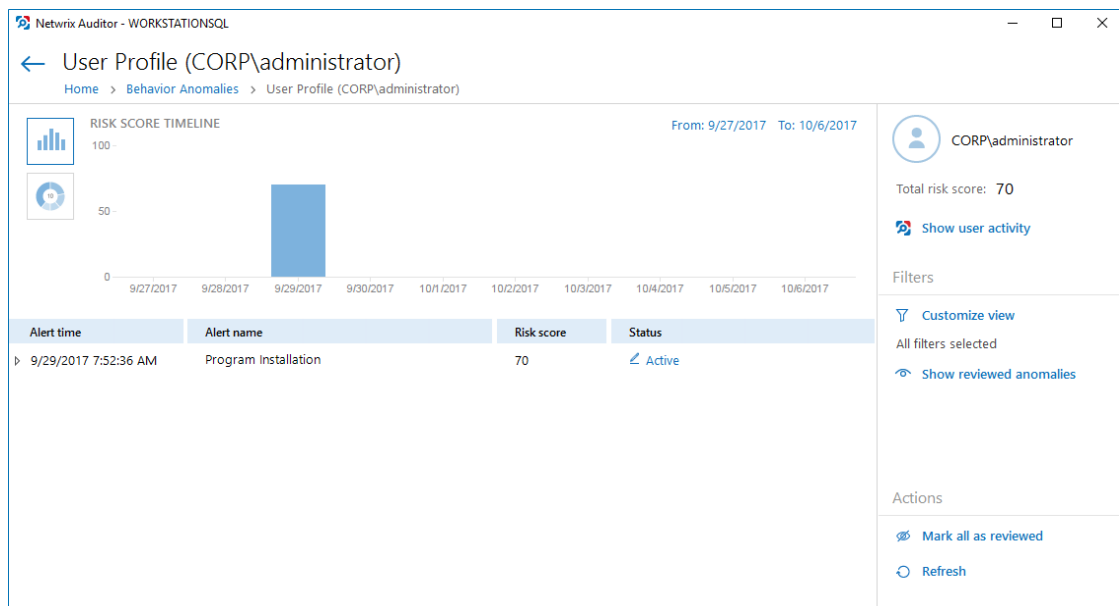 Netwrix Auditor - WORKSTATIONSQL
User Profile (CORP\administrator)
Home > Behavior Anomalies > User Profile (CORP\administrator)
RISK SCORE TIMELINE
From: 9/27/2017 To: 10/6/2017
100
50
0
9/27/2017 9/28/2017 9/29/2017 9/30/2017 10/1/2017 10/2/2017 10/3/2017 10/4/2017 10/5/2017 10/6/2017
10
Alert time Alert name Risk score Status
9/29/2017 7:52:36 AM Program Installation 70 Active
CORP\administrator
Total risk score: 70
Show user activity
Filters
Customize view
All filters selected
Show reviewed anomalies
Actions
Mark all as reviewed
Refresh